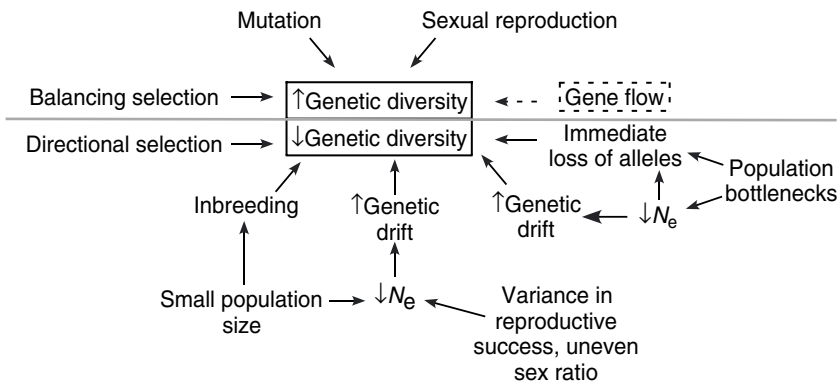 Mutation
Sexual reproduction
Balancing selection
↑Genetic diversity
Gene flow
Directional selection
↓Genetic diversity
Immediate
loss of alleles
Population
bottlenecks
Inbreeding
↑Genetic
drift
↑Genetic
drift
↓Ne
Small population
size
↓Ne
Variance in
reproductive
success, uneven
sex ratio